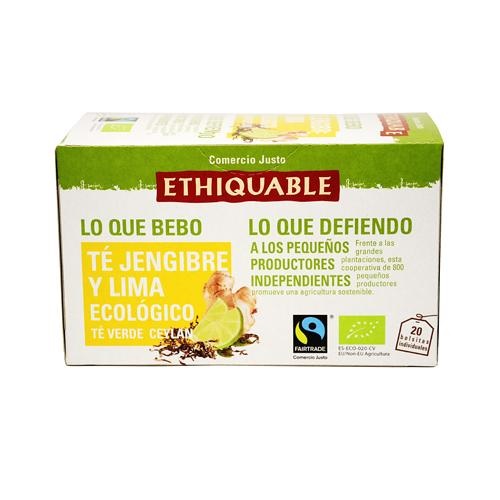 Comercio Justo
ETHIQUABLE
LO QUE BEBO
TÉ JENGIBRE
Y LIMA
ECOLÓGICO
TÉ VERDE CEYLÁN
LO QUE DEFIENDO
A LOS PEQUEÑOS
PRODUCTORES
INDEPENDIENTES
Frente a las
grandes
plantaciones, esta
cooperativa de 800
pequeños
productores
promueve una agricultura sostenible.
FAIRTRADE
Comercio Justo
ES-ECO-020-CV
EU/Non-EU Agricultura
20
bolsitas
individuales